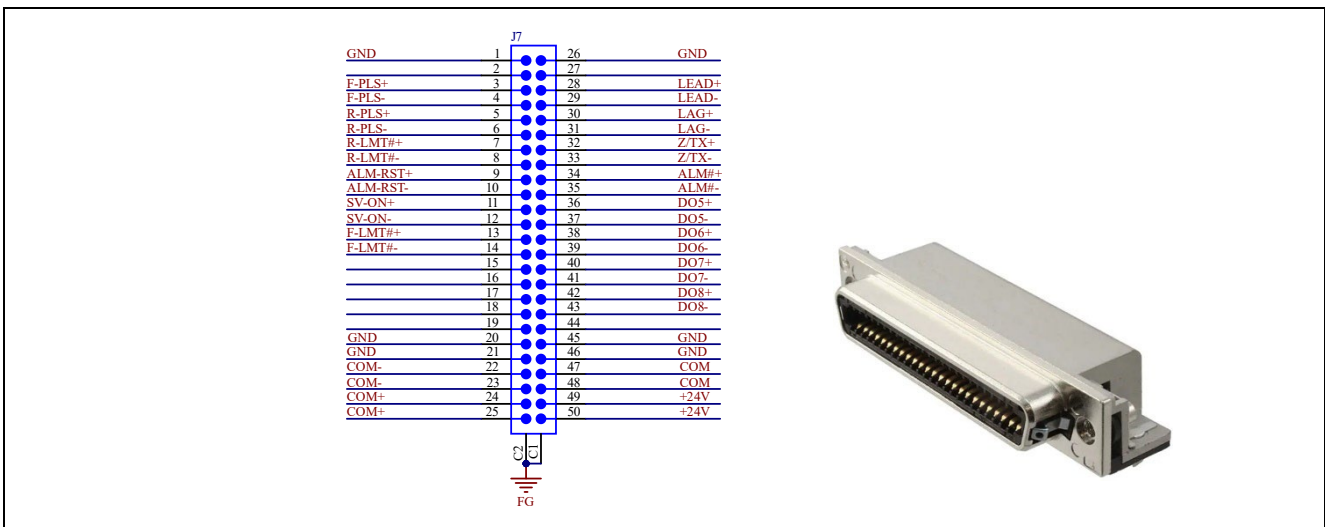 J7
GND 1 26 GND
2 27
F-PLS+ 3 28 LEAD+
F-PLS- 4 29 LEAD-
R-PLS+ 5 30 LAG+
R-PLS- 6 31 LAG-
R-LMT#+ 7 32 Z/TX+
R-LMT#- 8 33 Z/TX-
ALM-RST+ 9 34 ALM#+
ALM-RST- 10 35 ALM#-
SV-ON+ 11 36 DO5+
SV-ON- 12 37 DO5-
F-LMT#+ 13 38 DO6+
F-LMT#- 14 39 DO6-
15 40 DO7+
16 41 DO7-
17 42 DO8+
18 43 DO8-
19 44
GND 20 45 GND
GND 21 46 GND
COM- 22 47 COM
COM- 23 48 COM
COM+ 24 49 +24V
COM+ 25 50 +24V
C2 C1
FG